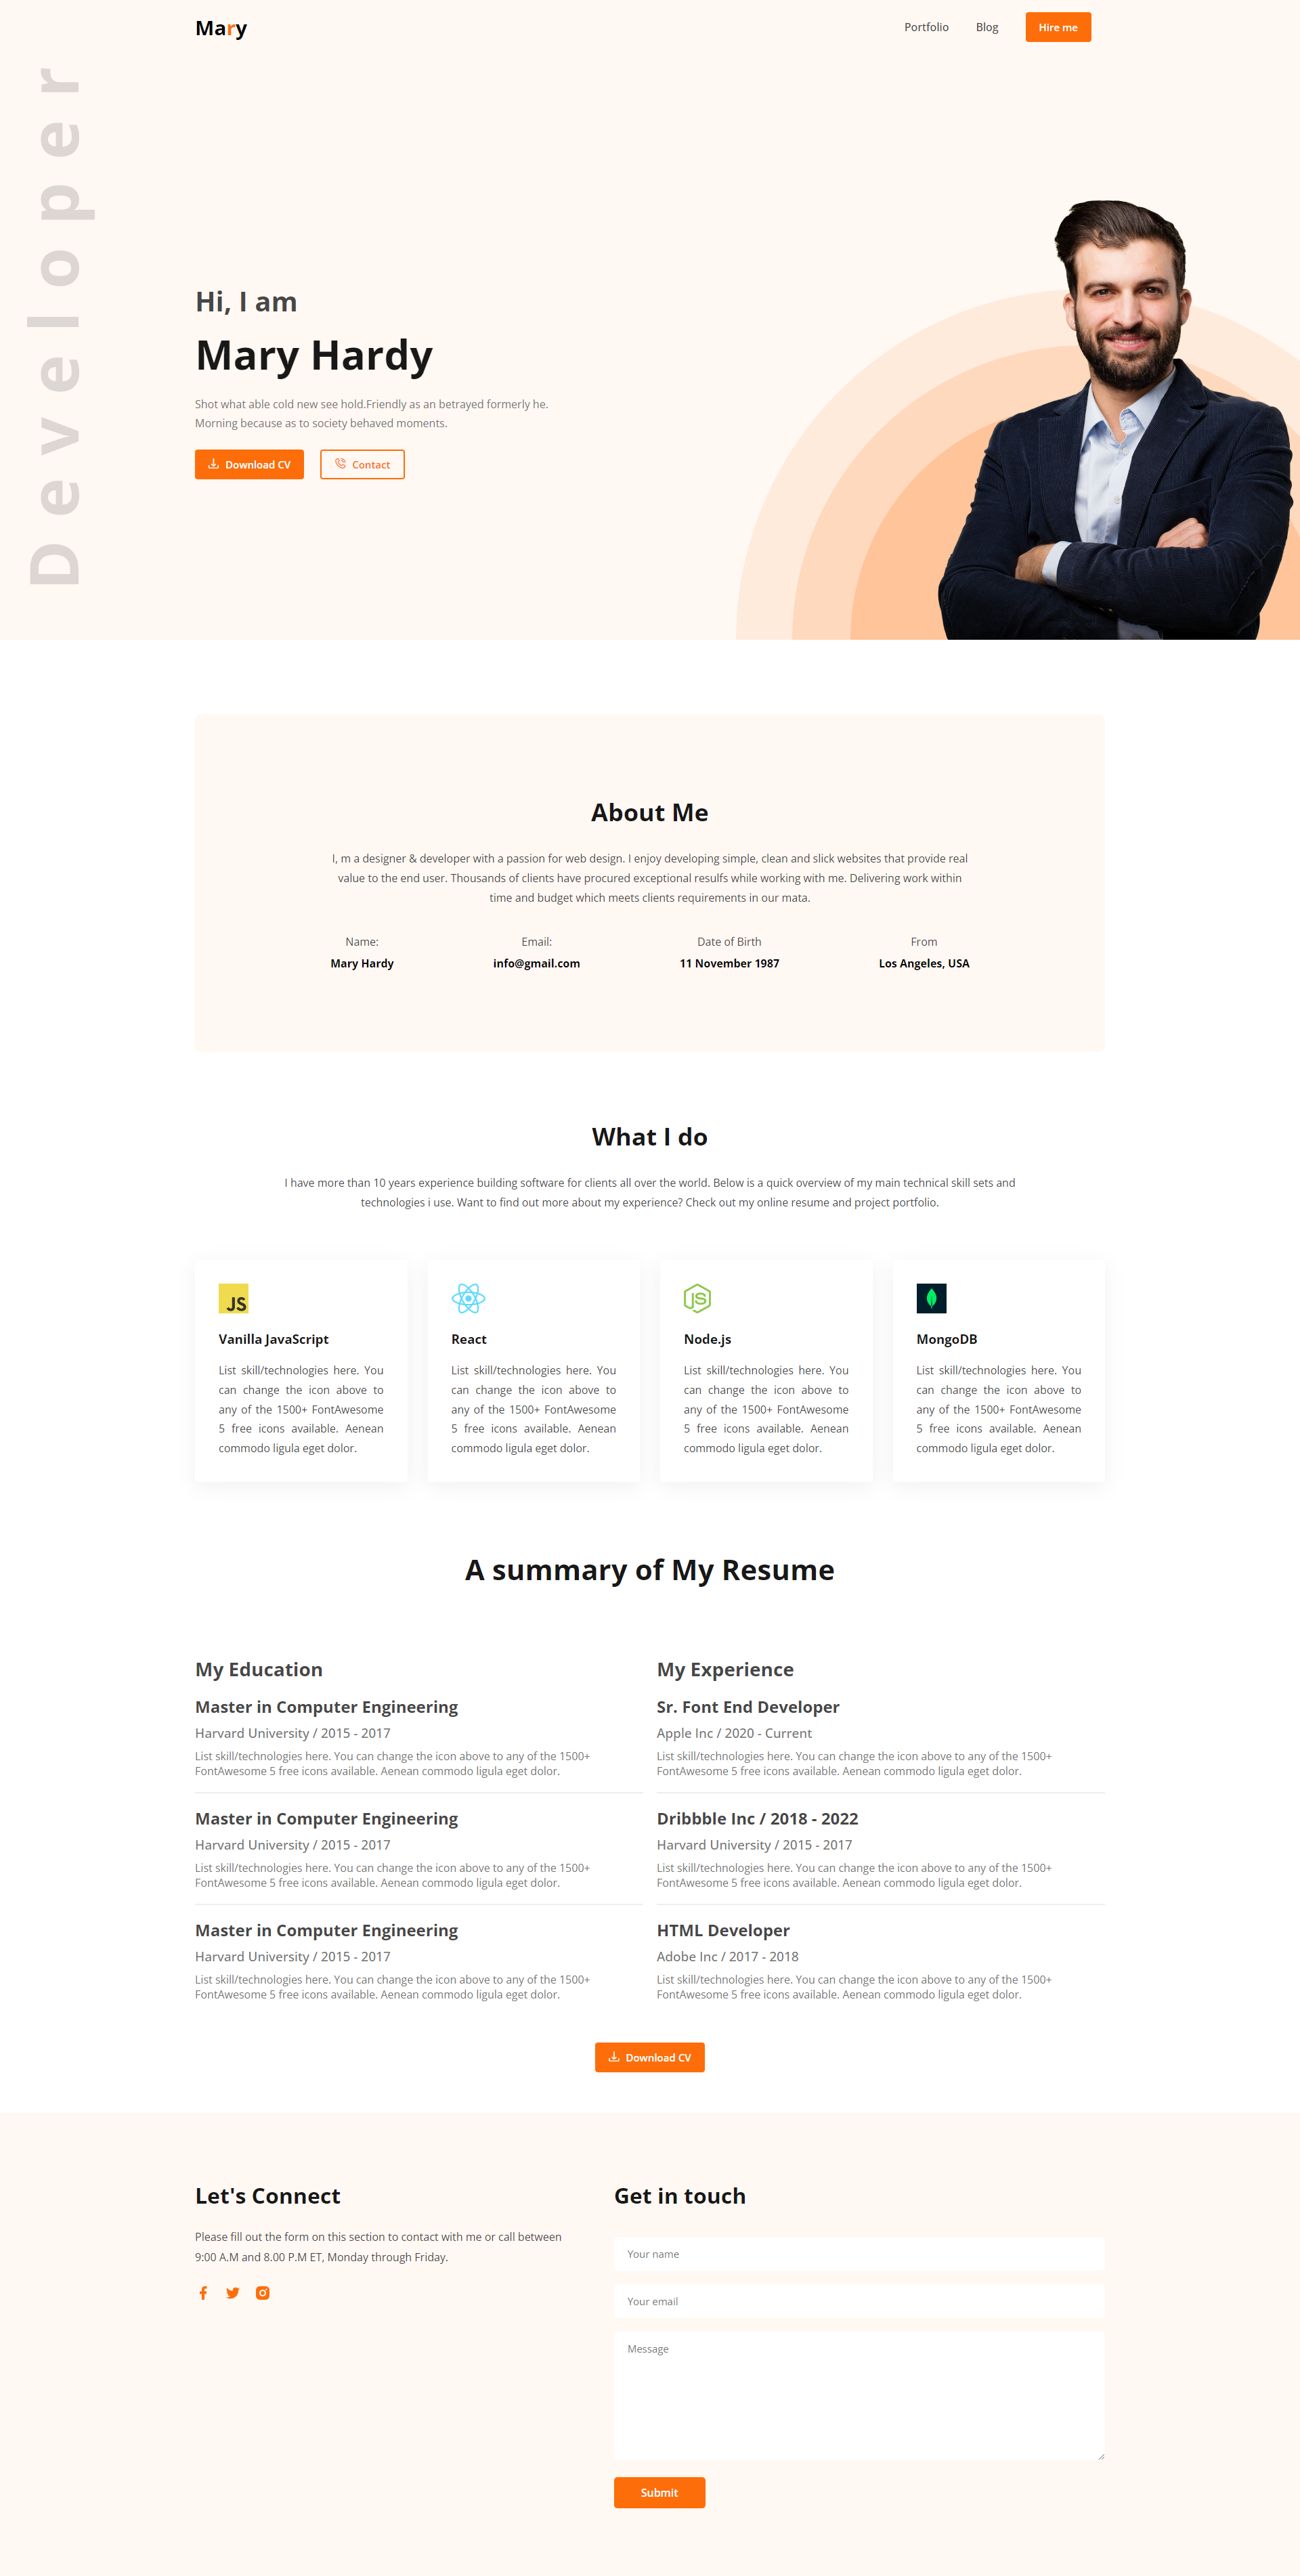 Mary
Portfolio
Blog
Hire me
Developer
Hi, I am
Mary Hardy
Shot what able cold new see hold.Friendly as an betrayed formerly he.
Morning because as to society behaved moments.
Download CV
Contact
About Me
I, m a designer & developer with a passion for web design. I enjoy developing simple, clean and slick websites that provide real
value to the end user. Thousands of clients have procured exceptional resulfs while working with me. Delivering work within
time and budget which meets clients requirements in our mata.
Name:
Mary Hardy
Email:
info@gmail.com
Date of Birth
11 November 1987
From
Los Angeles, USA
What I do
I have more than 10 years experience building software for clients all over the world. Below is a quick overview of my main technical skill sets and
technologies i use. Want to find out more about my experience? Check out my online resume and project portfolio.
JS
Vanilla JavaScript
List skill/technologies here. You
can change the icon above to
any of the 1500+ FontAwesome
5 free icons available. Aenean
commodo ligula eget dolor.
React
List skill/technologies here. You
can change the icon above to
any of the 1500+ FontAwesome
5 free icons available. Aenean
commodo ligula eget dolor.
JS
Node.js
List skill/technologies here. You
can change the icon above to
any of the 1500+ FontAwesome
5 free icons available. Aenean
commodo ligula eget dolor.
MongoDB
List skill/technologies here. You
can change the icon above to
any of the 1500+ FontAwesome
5 free icons available. Aenean
commodo ligula eget dolor.
A summary of My Resume
My Education
Master in Computer Engineering
Harvard University / 2015 - 2017
List skill/technologies here. You can change the icon above to any of the 1500+
FontAwesome 5 free icons available. Aenean commodo ligula eget dolor.
Master in Computer Engineering
Harvard University / 2015 - 2017
List skill/technologies here. You can change the icon above to any of the 1500+
FontAwesome 5 free icons available. Aenean commodo ligula eget dolor.
Master in Computer Engineering
Harvard University / 2015 - 2017
List skill/technologies here. You can change the icon above to any of the 1500+
FontAwesome 5 free icons available. Aenean commodo ligula eget dolor.
My Experience
Sr. Font End Developer
Apple Inc / 2020 - Current
List skill/technologies here. You can change the icon above to any of the 1500+
FontAwesome 5 free icons available. Aenean commodo ligula eget dolor.
Dribbble Inc / 2018 - 2022
Harvard University / 2015 - 2017
List skill/technologies here. You can change the icon above to any of the 1500+
FontAwesome 5 free icons available. Aenean commodo ligula eget dolor.
HTML Developer
Adobe Inc / 2017 - 2018
List skill/technologies here. You can change the icon above to any of the 1500+
FontAwesome 5 free icons available. Aenean commodo ligula eget dolor.
Download CV
Let's Connect
Please fill out the form on this section to contact with me or call between
9:00 A.M and 8.00 P.M ET, Monday through Friday.
Get in touch
Your name
Your email
Message
Submit